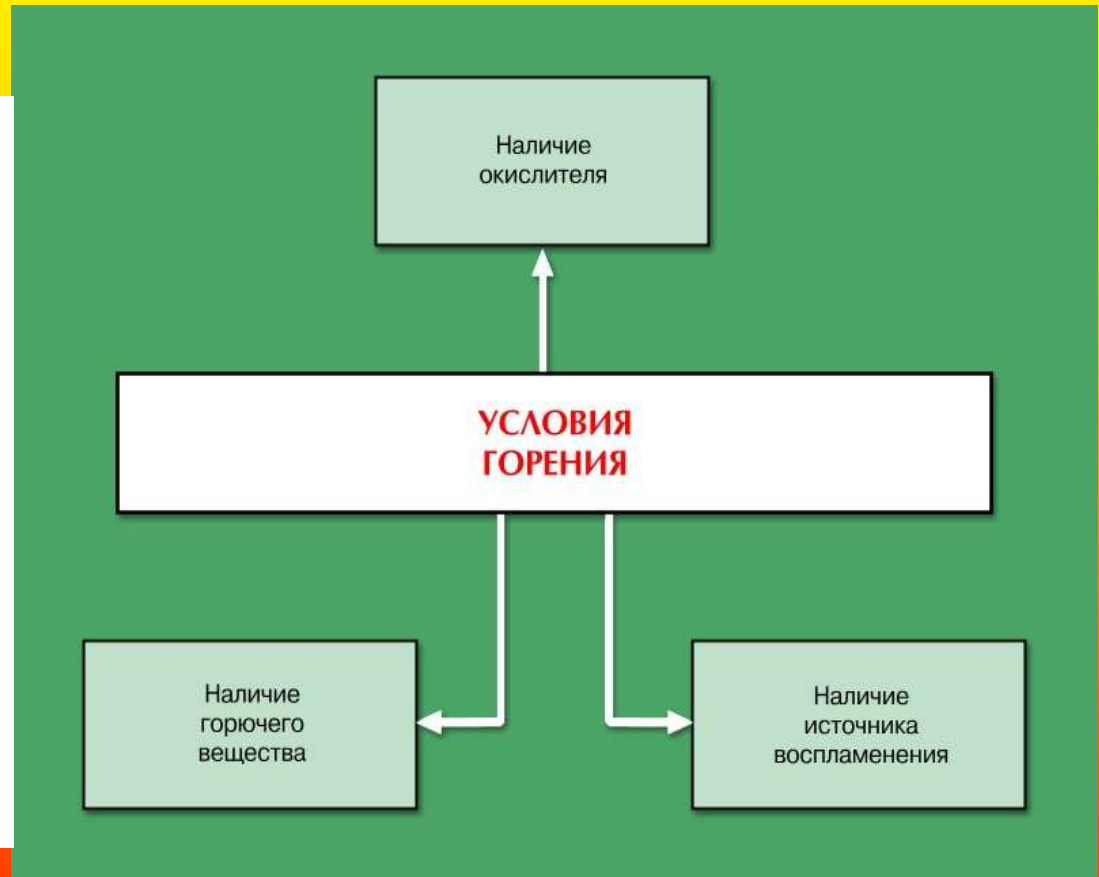 Наличие
окислителя
УСЛОВИЯ
ГОРЕНИЯ
Наличие
горючего
вещества
Наличие
источника
воспламенения